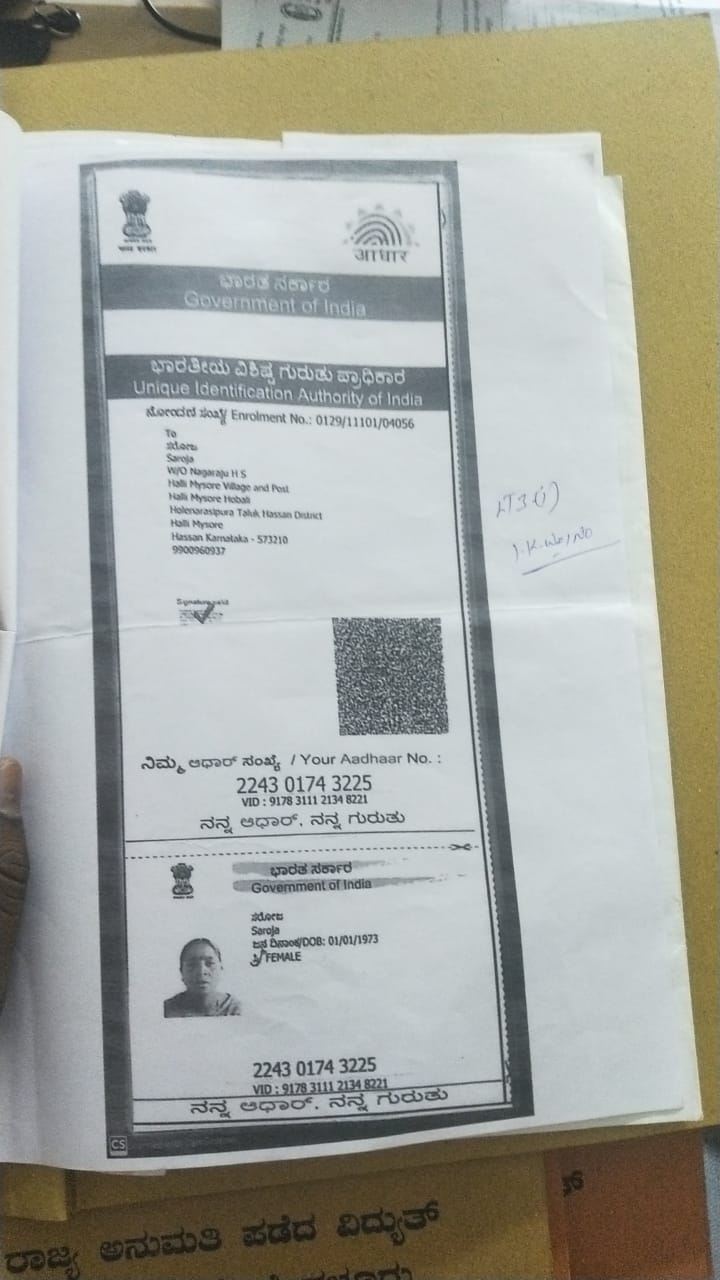 आधार
ಭಾರತ ಸರ್ಕಾರ
Government of India
ಭಾರತೀಯ ವಿಶಿಷ್ಟ ಗುರುತು ಪ್ರಾಧಿಕಾರ
Unique Identification Authority of India
ನೋಂದಣಿ ಸಂಖ್ಯೆ/ Enrolment No.: 0129/11101/04056
To
ಸರೋಜ
Saroja
W/O Nagaraju H S
Halli Mysore Village and Post
Halli Mysore Hobali
Holenarasipura Taluk Hassan District
Halli Mysore
Hassan Karnataka - 573210
9900960937
Signature valid
ನಿಮ್ಮ ಆಧಾರ್ ಸಂಖ್ಯೆ / Your Aadhaar No. :
2243 0174 3225
VID : 9178 3111 2134 8221
ನನ್ನ ಆಧಾರ್, ನನ್ನ ಗುರುತು
ಭಾರತ ಸರ್ಕಾರ
Government of India
ಸರೋಜ
Saroja
ಜನ್ಮ ದಿನಾಂಕ/DOB: 01/01/1973
FEMALE
2243 0174 3225
VID : 9178 3111 2134 8221
ನನ್ನ ಆಧಾರ್, ನನ್ನ ಗುರುತು
CS
ರಾಜ್ಯ ಅನುಮತಿ ಪಡೆದ ವಿದ್ಯುತ್